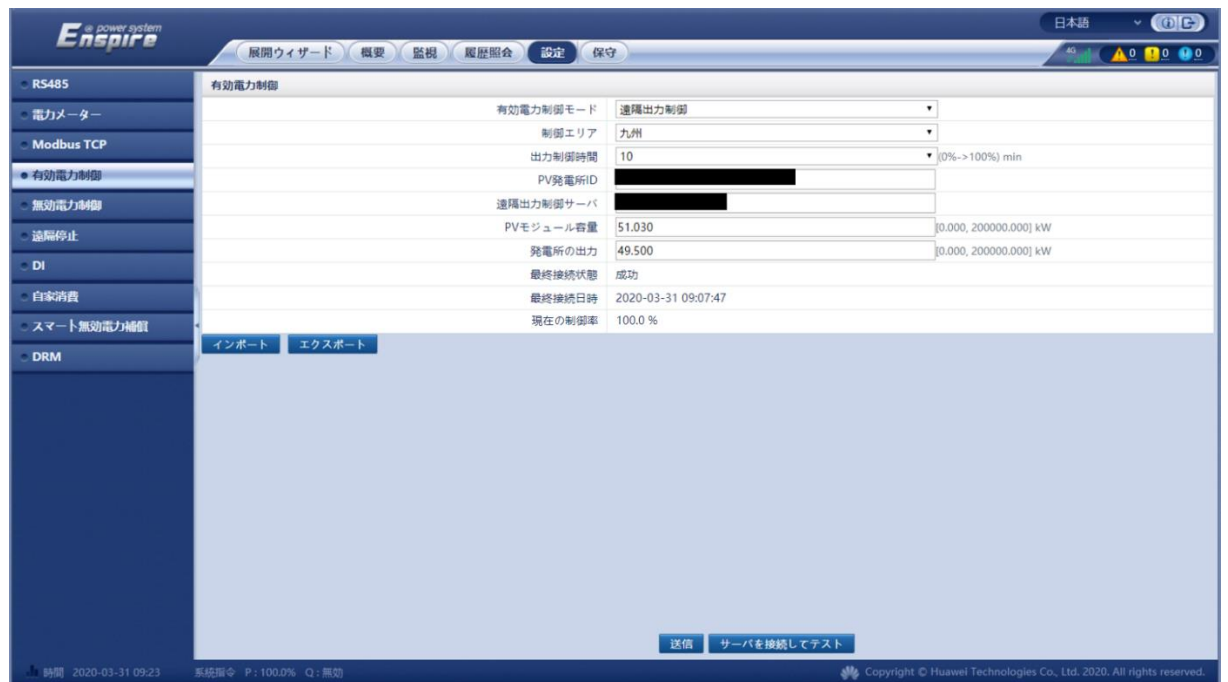 e power system
Enspire
日本語
展開ウィザード 概要 監視 履歴照会 設定 保守
4G 0 0 0
RS485
電力メーター
Modbus TCP
有効電力制御
無効電力制御
遠隔停止
DI
自家消費
スマート無効電力補償
DRM
有効電力制御
有効電力制御モード 遠隔出力制御
制御エリア 九州
出力制御時間 10 (0%->100%) min
PV発電所ID
遠隔出力制御サーバ
PVモジュール容量 51.030 [0.000, 200000.000] kW
発電所の出力 49.500 [0.000, 200000.000] kW
最終接続状態 成功
最終接続日時 2020-03-31 09:07:47
現在の制御率 100.0 %
インポート エクスポート
送信 サーバを接続してテスト
時間 2020-03-31 09:23 系統指令 P : 100.0% Q : 無効 Copyright © Huawei Technologies Co., Ltd. 2020. All rights reserved.